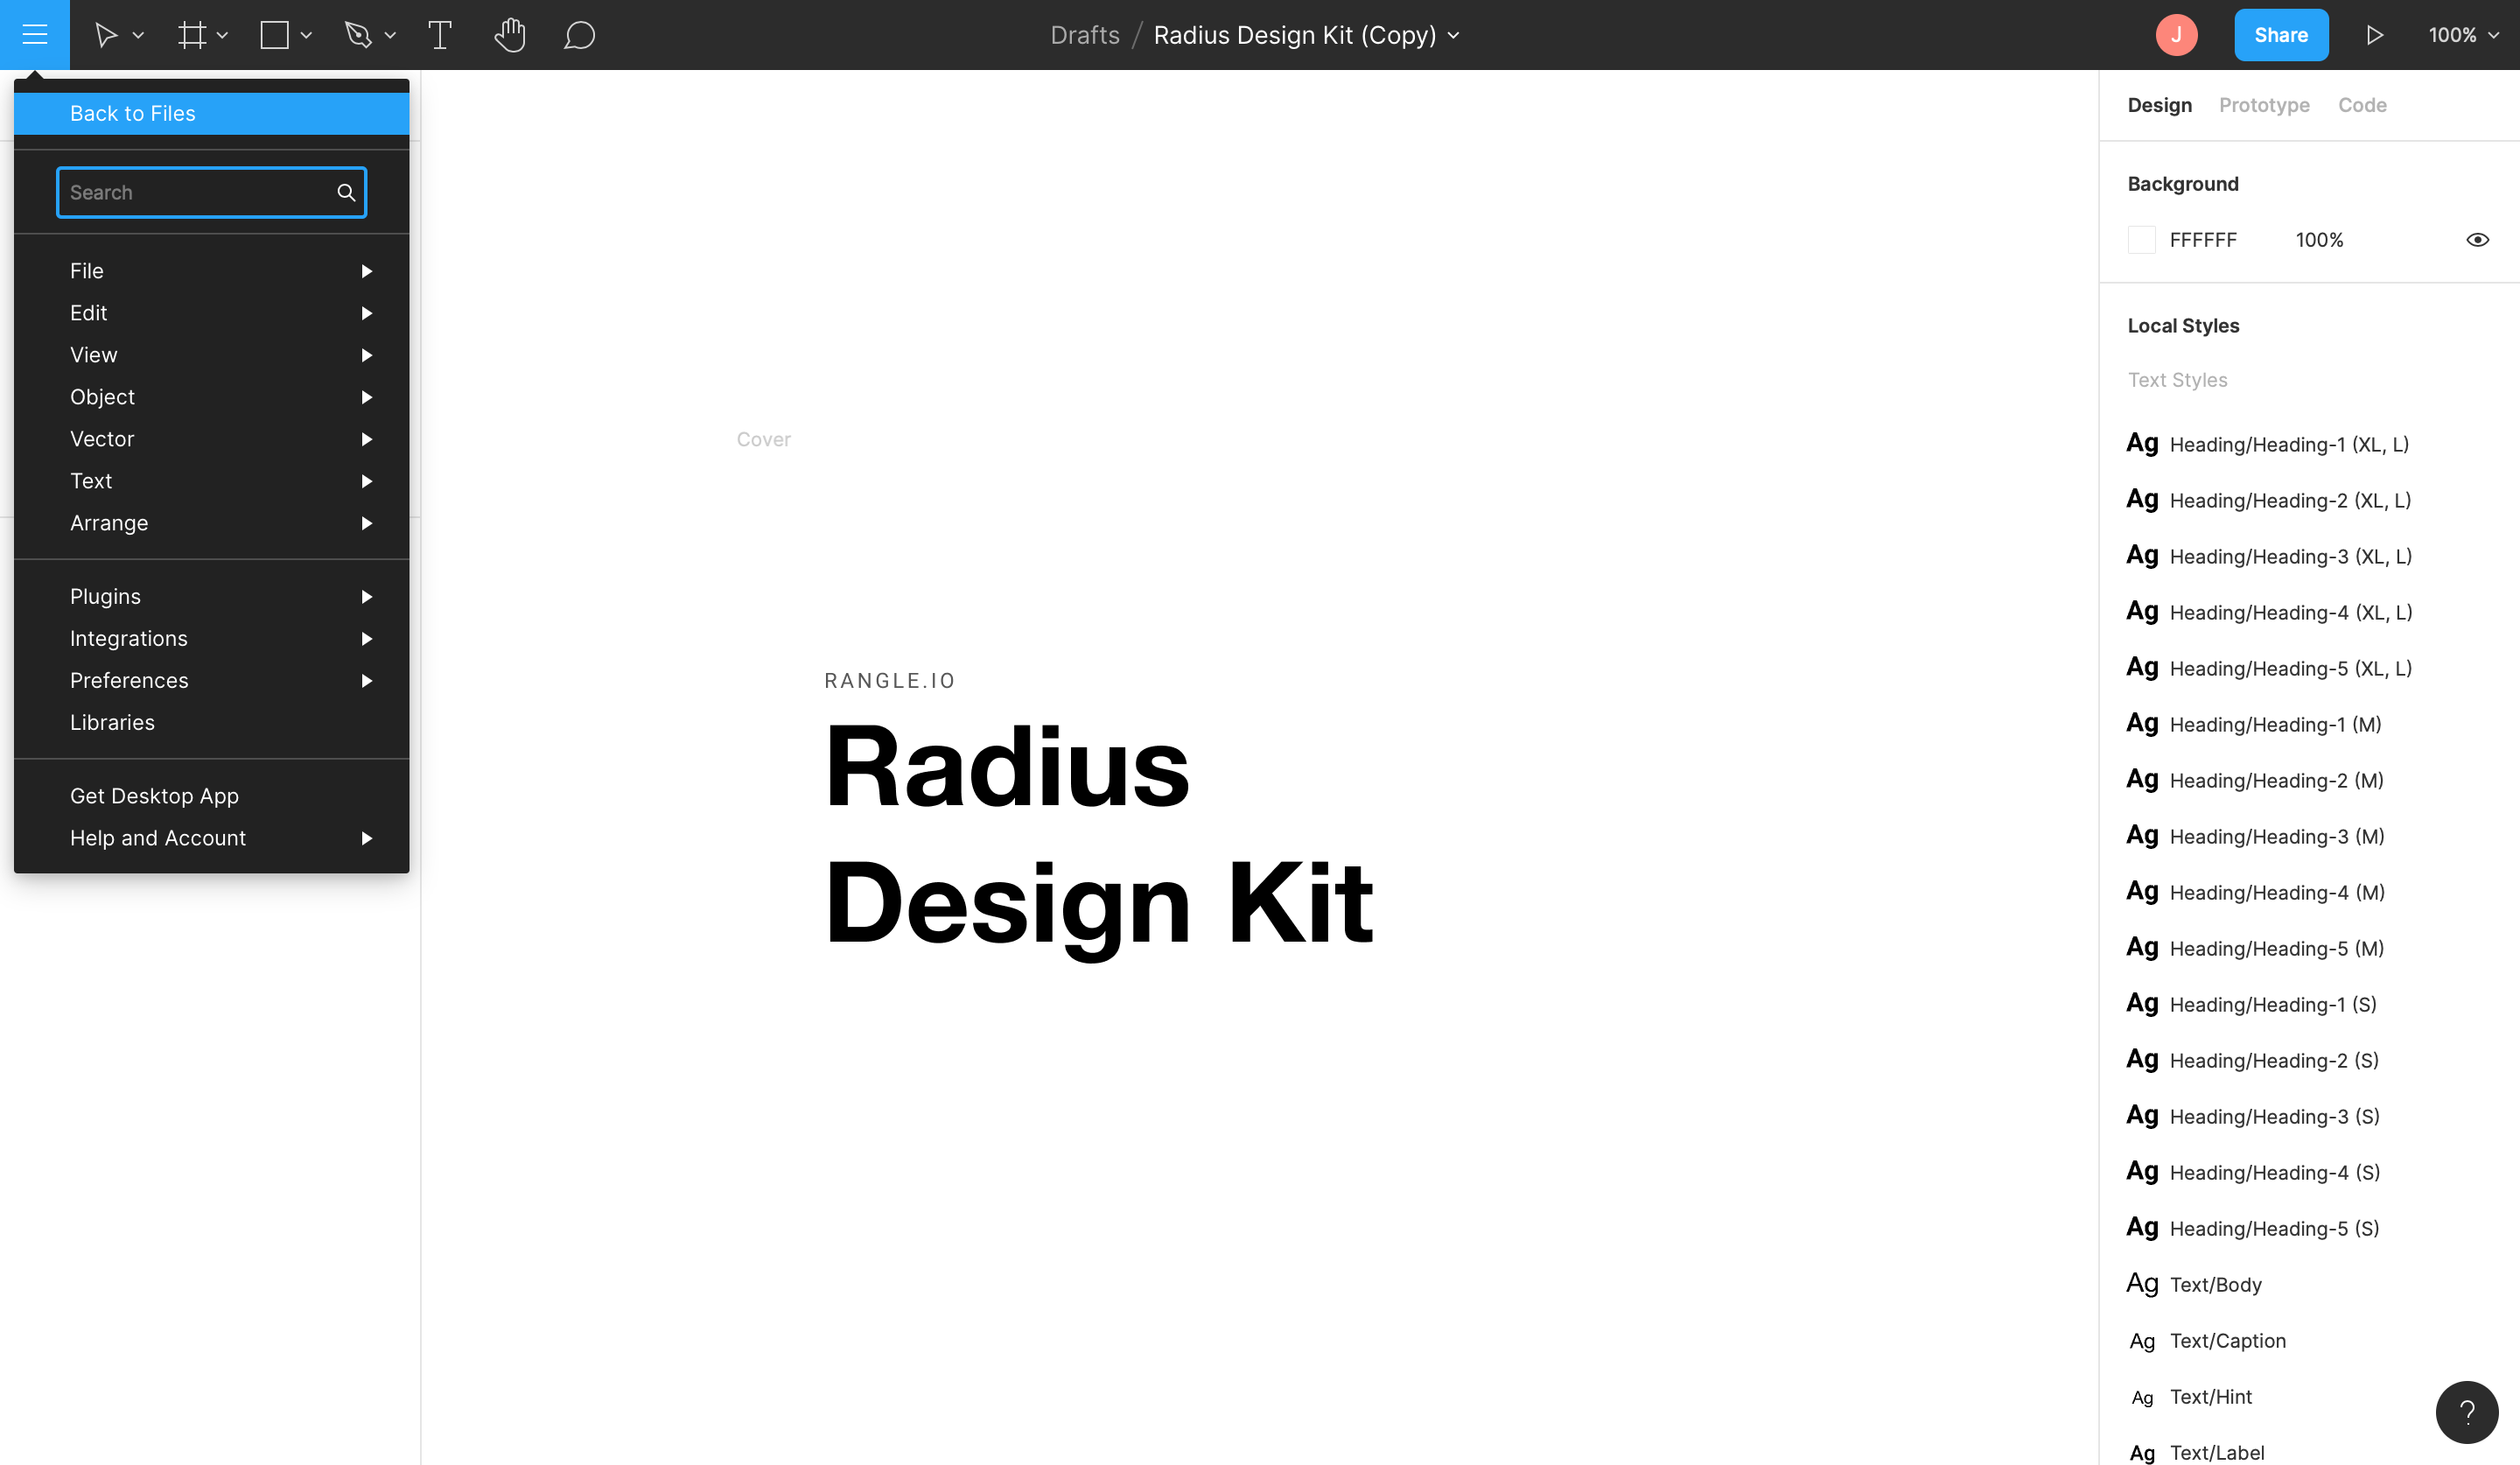 Drafts / Radius Design Kit (Copy)
J
Share
100%
Back to Files
Search
File
Edit
View
Object
Vector
Text
Arrange
Plugins
Integrations
Preferences
Libraries
Get Desktop App
Help and Account
Cover
RANGLE.IO
Radius
Design Kit
Design Prototype Code
Background
FFFFFF 100%
Local Styles
Text Styles
Ag Heading/Heading-1 (XL, L)
Ag Heading/Heading-2 (XL, L)
Ag Heading/Heading-3 (XL, L)
Ag Heading/Heading-4 (XL, L)
Ag Heading/Heading-5 (XL, L)
Ag Heading/Heading-1 (M)
Ag Heading/Heading-2 (M)
Ag Heading/Heading-3 (M)
Ag Heading/Heading-4 (M)
Ag Heading/Heading-5 (M)
Ag Heading/Heading-1 (S)
Ag Heading/Heading-2 (S)
Ag Heading/Heading-3 (S)
Ag Heading/Heading-4 (S)
Ag Heading/Heading-5 (S)
Ag Text/Body
Ag Text/Caption
Ag Text/Hint
Ag Text/Label
?